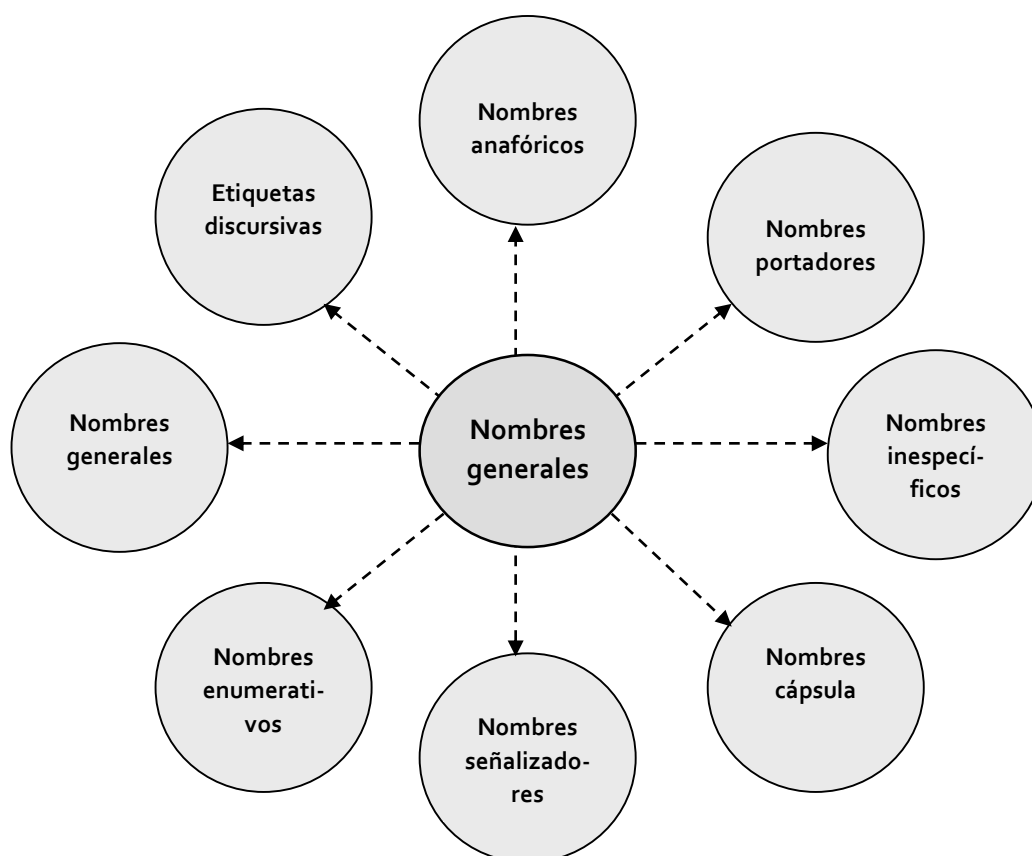 Nombres
anafóricos
Etiquetas
discursivas
Nombres
portadores
Nombres
generales
Nombres
generales
Nombres
inespecí-
ficos
Nombres
enumerati-
vos
Nombres
señalizado-
res
Nombres
cápsula